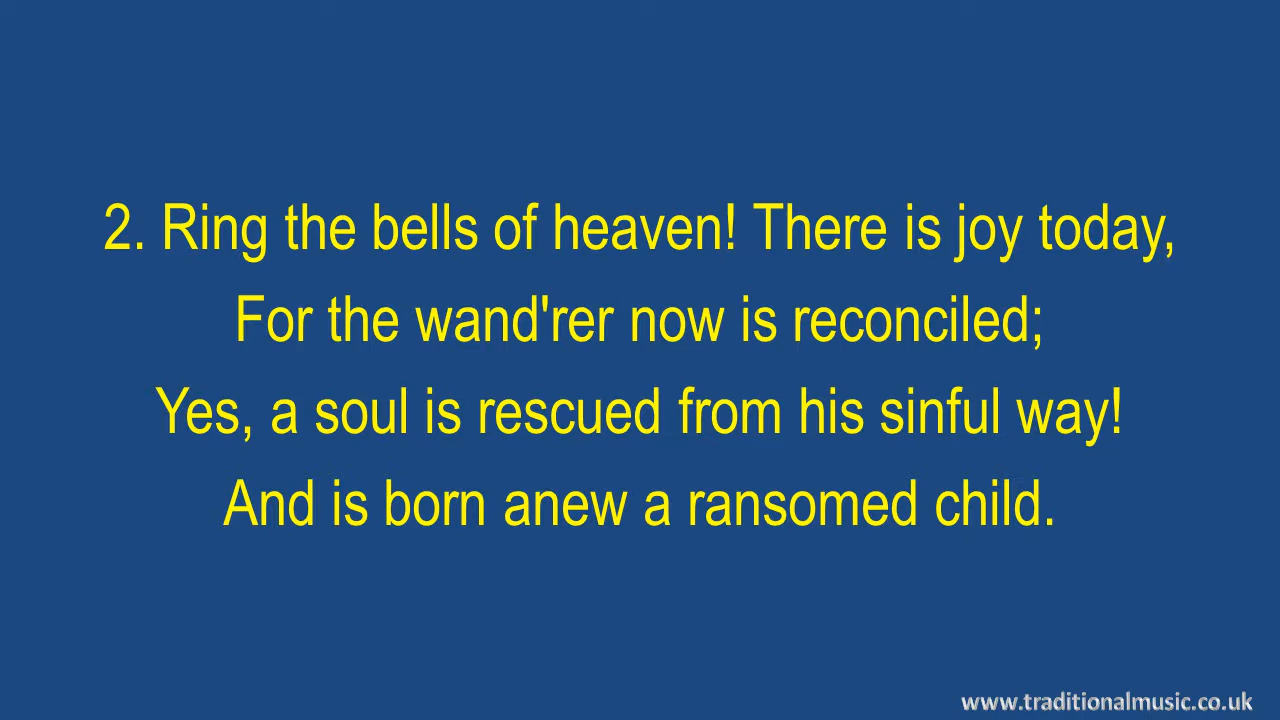 2. Ring the bells of heaven! There is joy today,
For the wand'rer now is reconciled;
Yes, a soul is rescued from his sinful way!
And is born anew a ransomed child.
www.traditionalmusic.co.uk